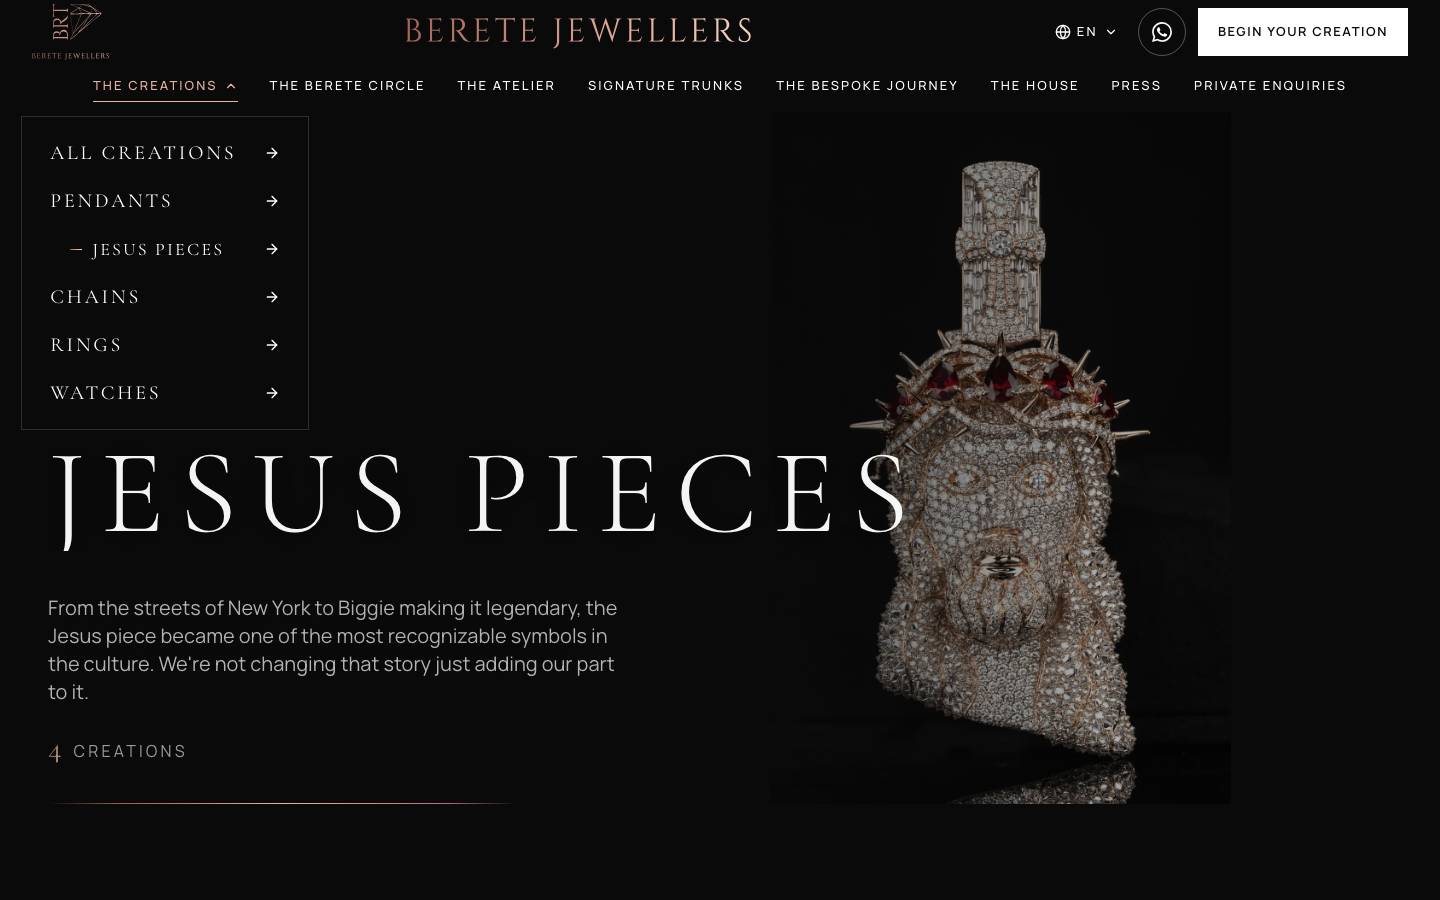 BRT
BERETE JEWELLERS
BERETE JEWELLERS
EN
BEGIN YOUR CREATION
THE CREATIONS
THE BERETE CIRCLE
THE ATELIER
SIGNATURE TRUNKS
THE BESPOKE JOURNEY
THE HOUSE
PRESS
PRIVATE ENQUIRIES
ALL CREATIONS
PENDANTS
— JESUS PIECES
CHAINS
RINGS
WATCHES
JESUS PIECES
From the streets of New York to Biggie making it legendary, the
Jesus piece became one of the most recognizable symbols in
the culture. We're not changing that story just adding our part
to it.
4 CREATIONS